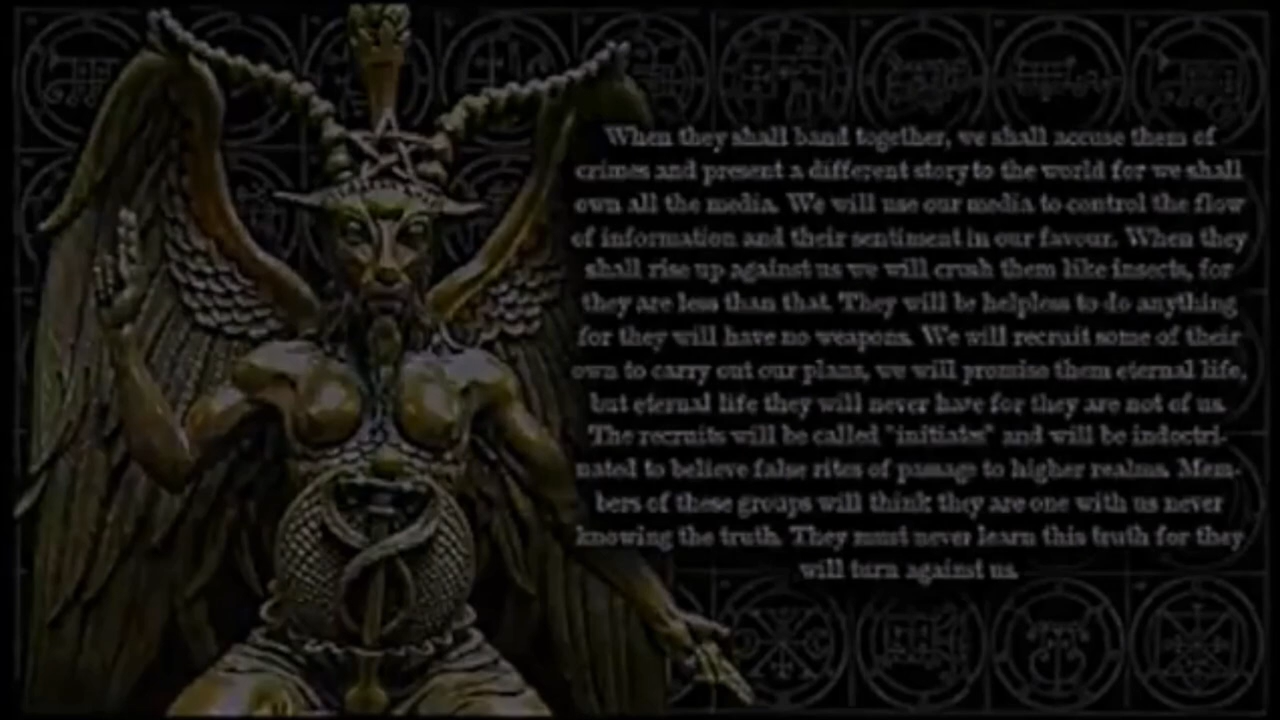 When they shall band together, we shall accuse them of
crimes and present a different story to the world for we shall
own all the media. We will use our media to control the flow
of information and their sentiment in our favour. When they
shall rise up against us we will crush them like insects, for
they are less than that. They will be helpless to do anything
for they will have no weapons. We will recruit some of their
own to carry out our plans, we will promise them eternal life,
but eternal life they will never have for they are not of us.
The recruits will be called "initiates" and will be indoctri-
nated to believe false rites of passage to higher realms. Mem-
bers of these groups will think they are one with us never
knowing the truth. They must never learn this truth for they
will turn against us.